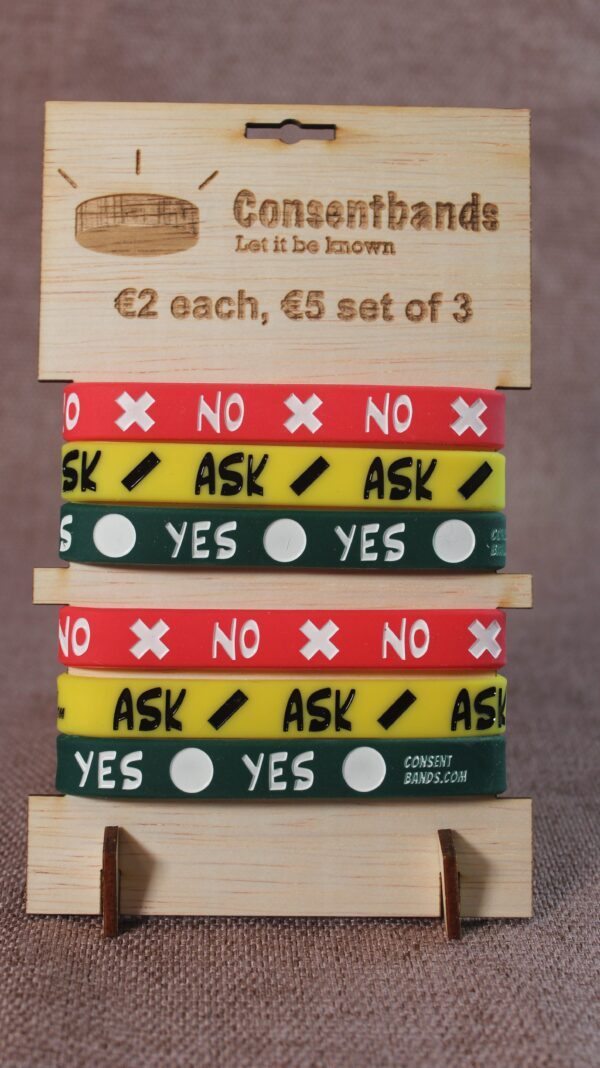 Consentbands
Let it be known
€2 each, €5 set of 3
NO NO
ASK ASK
YES YES
NO NO NO
ASK ASK ASK
YES YES CONSENT
BANDS.COM